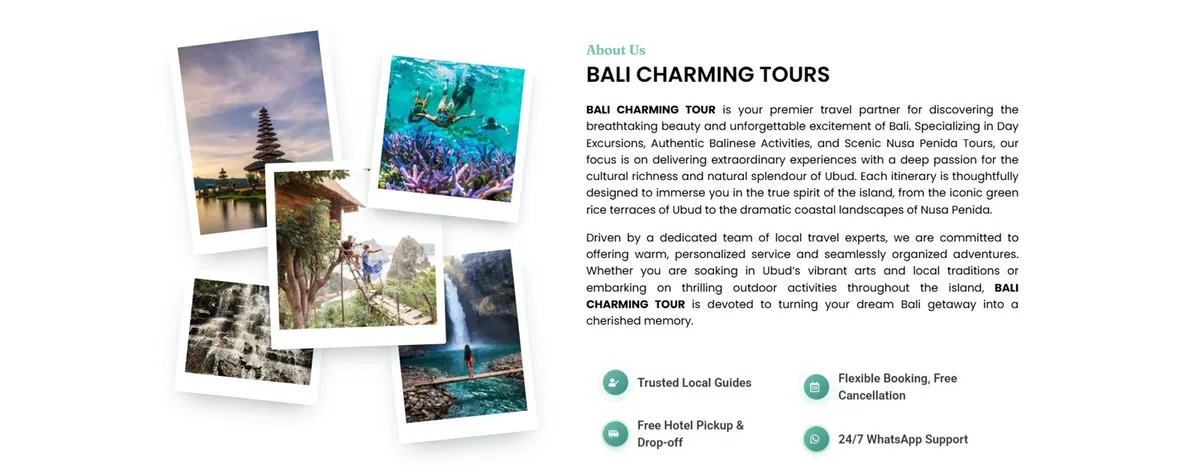 About Us
BALI CHARMING TOURS
BALI CHARMING TOUR is your premier travel partner for discovering the
breathtaking beauty and unforgettable excitement of Bali. Specializing in Day
Excursions, Authentic Balinese Activities, and Scenic Nusa Penida Tours, our
focus is on delivering extraordinary experiences with a deep passion for the
cultural richness and natural splendour of Ubud. Each itinerary is thoughtfully
designed to immerse you in the true spirit of the island, from the iconic green
rice terraces of Ubud to the dramatic coastal landscapes of Nusa Penida.
Driven by a dedicated team of local travel experts, we are committed to
offering warm, personalized service and seamlessly organized adventures.
Whether you are soaking in Ubud's vibrant arts and local traditions or
embarking on thrilling outdoor activities throughout the island, BALI
CHARMING TOUR is devoted to turning your dream Bali getaway into a
cherished memory.
Trusted Local Guides
Flexible Booking, Free
Cancellation
Free Hotel Pickup &
Drop-off
24/7 WhatsApp Support